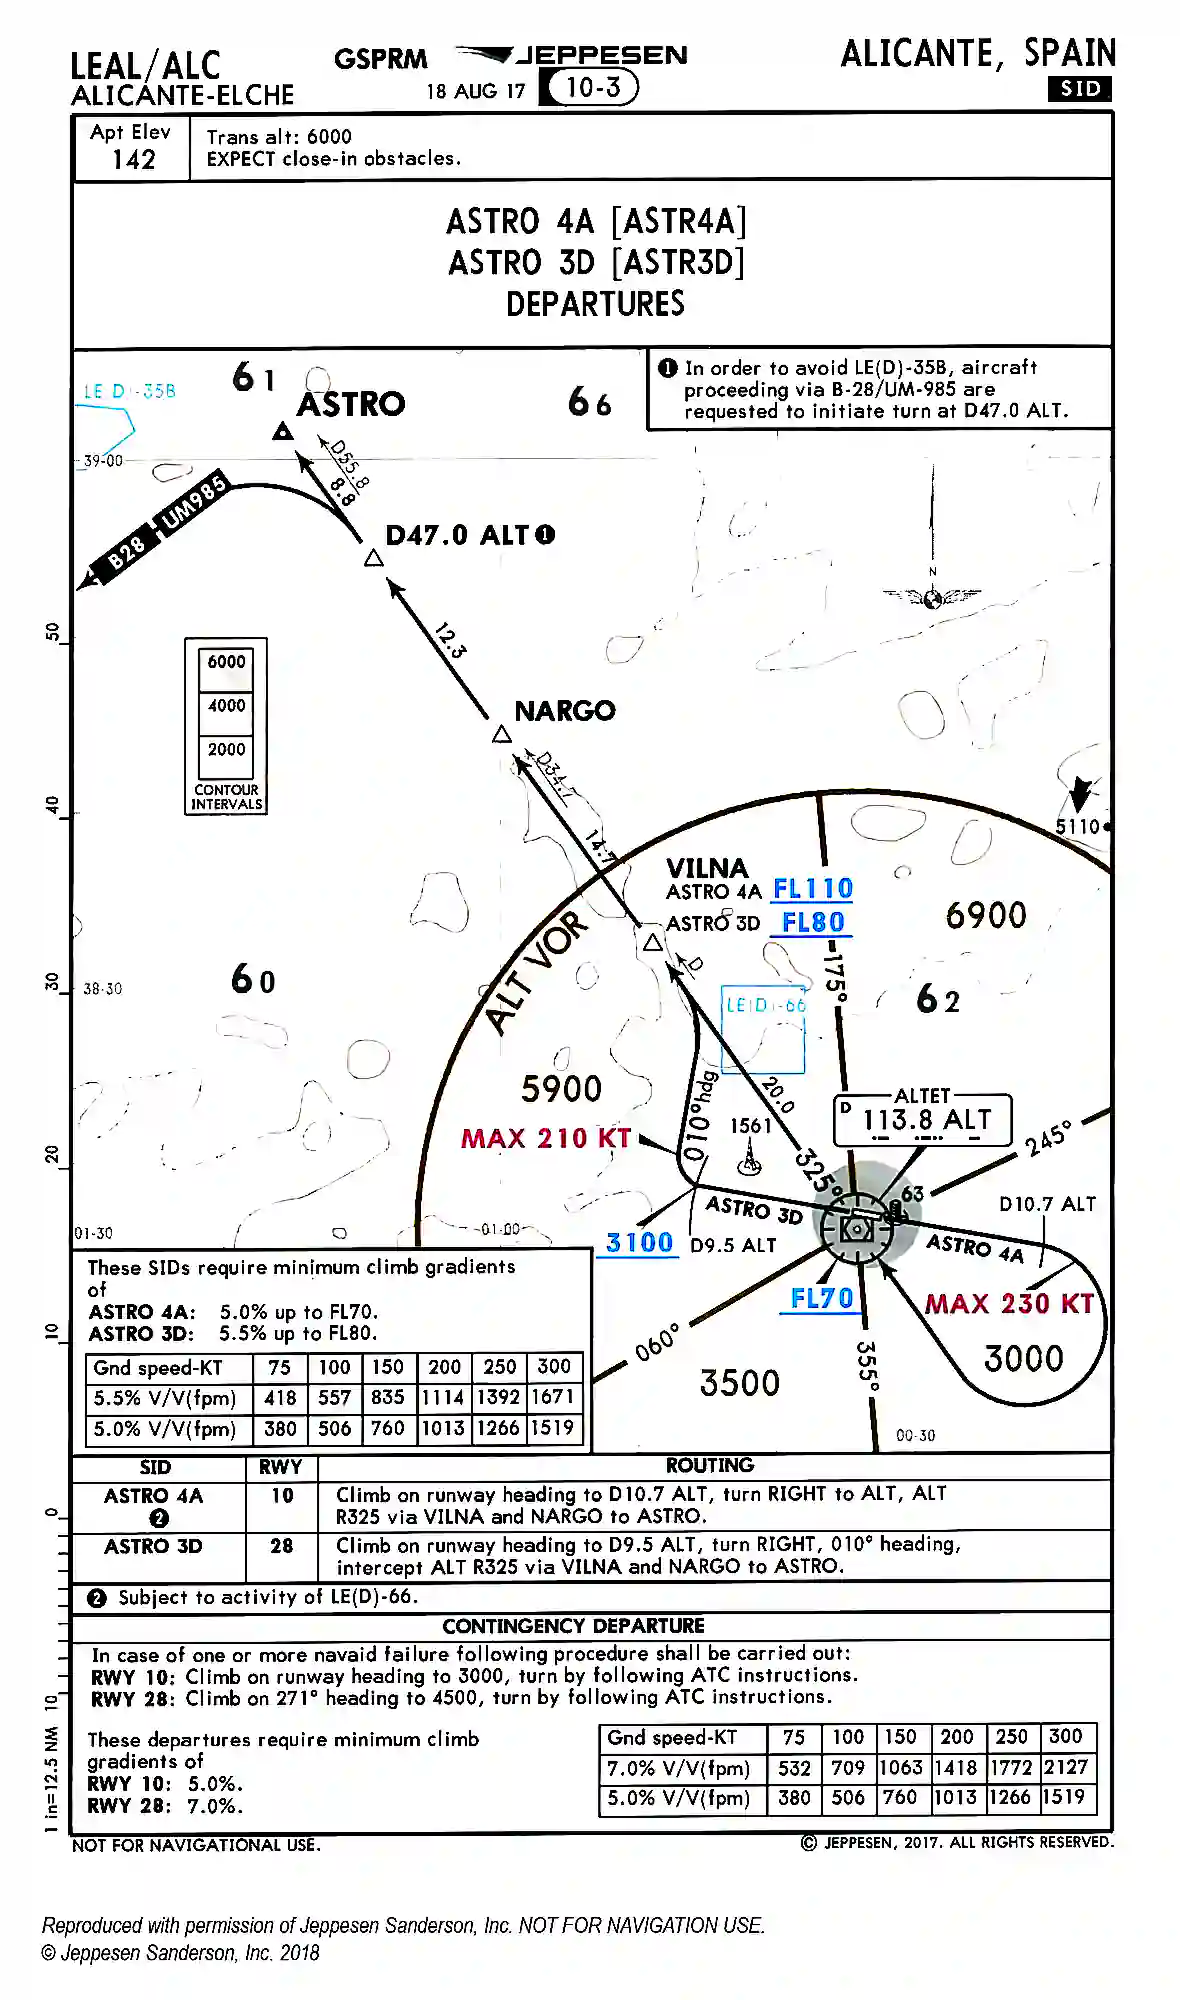 LEAL/ALC
ALICANTE-ELCHE
GSPRM
JEPPESEN
18 AUG 17
10-3
ALICANTE, SPAIN
SID
Apt Elev
142
Trans alt: 6000
EXPECT close-in obstacles.
ASTRO 4A [ASTR4A]
ASTRO 3D [ASTR3D]
DEPARTURES
❶ In order to avoid LE(D)-35B, aircraft
proceeding via B-28/UM-985 are
requested to initiate turn at D47.0 ALT.
LE D)-35B
61
ASTRO
66
39-00
D55.8
8.8
B28 UM985
D47.0 ALT❶
N
50
12.3
6000
4000
2000
CONTOUR
INTERVALS
NARGO
D34.7
14.7
40
5110
VILNA
ASTRO 4A FL110
ASTRO 3D FL80
6900
ALT VOR
D
175°
30
38-30
60
LE(D)-66
62
5900
010°hdg
20.0
ALTET
D 113.8 ALT
MAX 210 KT
1561
245°
20
325°
63
D10.7 ALT
ASTRO 3D
ASTRO 4A
01-30
01-00
3100
D9.5 ALT
FL70
MAX 230 KT
3000
060°
3500
355°
00-30
10
These SIDs require minimum climb gradients
of
ASTRO 4A: 5.0% up to FL70.
ASTRO 3D: 5.5% up to FL80.
Gnd speed-KT 75 100 150 200 250 300
5.5% V/V(fpm) 418 557 835 1114 1392 1671
5.0% V/V(fpm) 380 506 760 1013 1266 1519
SID RWY ROUTING
ASTRO 4A 10 Climb on runway heading to D10.7 ALT, turn RIGHT to ALT, ALT
❷ R325 via VILNA and NARGO to ASTRO.
0
ASTRO 3D 28 Climb on runway heading to D9.5 ALT, turn RIGHT, 010° heading,
intercept ALT R325 via VILNA and NARGO to ASTRO.
❷ Subject to activity of LE(D)-66.
CONTINGENCY DEPARTURE
In case of one or more navaid failure following procedure shall be carried out:
RWY 10: Climb on runway heading to 3000, turn by following ATC instructions.
RWY 28: Climb on 271° heading to 4500, turn by following ATC instructions.
10
1 in=12.5 NM
These departures require minimum climb
gradients of
RWY 10: 5.0%.
RWY 28: 7.0%.
Gnd speed-KT 75 100 150 200 250 300
7.0% V/V(fpm) 532 709 1063 1418 1772 2127
5.0% V/V(fpm) 380 506 760 1013 1266 1519
NOT FOR NAVIGATIONAL USE.
© JEPPESEN, 2017. ALL RIGHTS RESERVED.
Reproduced with permission of Jeppesen Sanderson, Inc. NOT FOR NAVIGATION USE.
© Jeppesen Sanderson, Inc. 2018